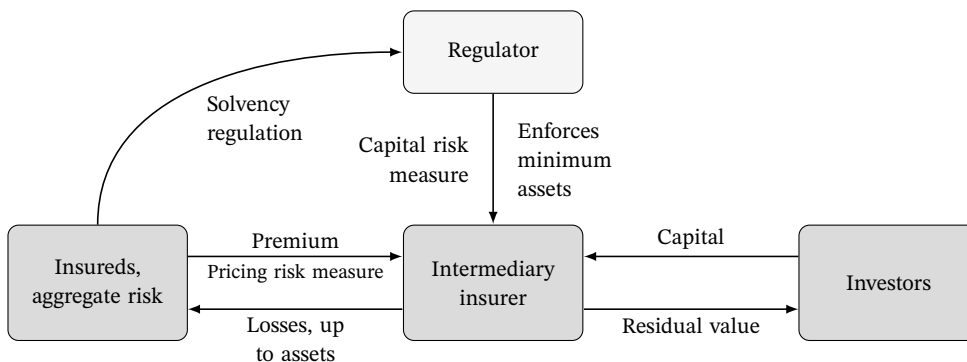 Regulator
Solvency
regulation
Capital risk
measure
Enforces
minimum
assets
Insureds,
aggregate risk
Premium
Pricing risk measure
Losses, up
to assets
Intermediary
insurer
Capital
Residual value
Investors